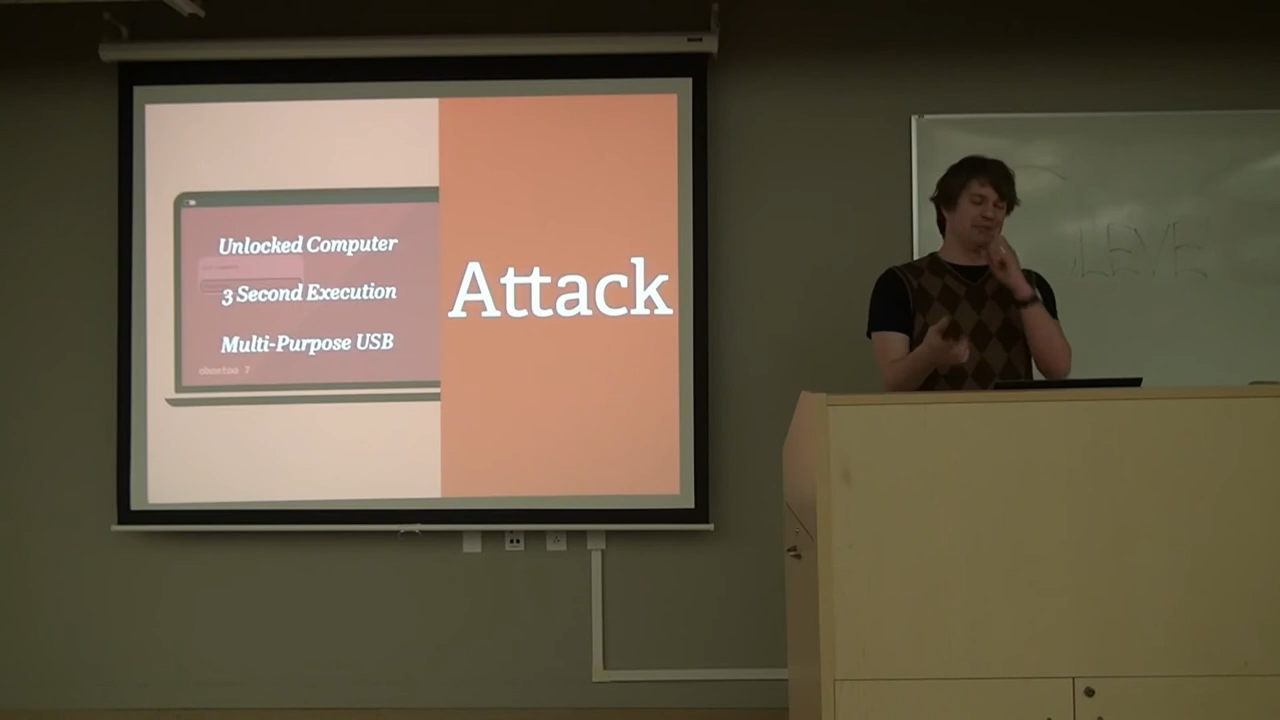 Unlocked Computer
3 Second Execution
Multi-Purpose USB
Attack